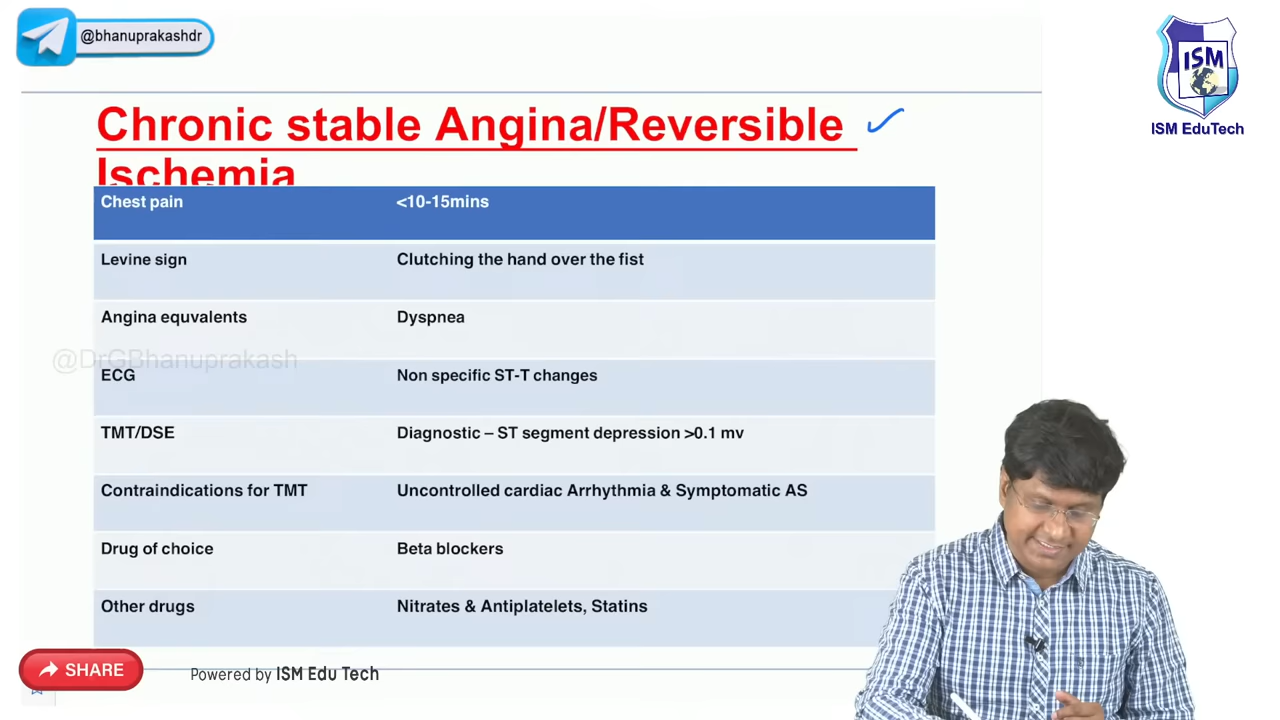 @bhanuprakashdr
ISM
ISM EduTech
Chronic stable Angina/Reversible
Ischemia
Chest pain <10-15mins
Levine sign Clutching the hand over the fist
Angina equvalents Dyspnea
@DrGBhanuprakash
ECG Non specific ST-T changes
TMT/DSE Diagnostic – ST segment depression >0.1 mv
Contraindications for TMT Uncontrolled cardiac Arrhythmia & Symptomatic AS
Drug of choice Beta blockers
Other drugs Nitrates & Antiplatelets, Statins
SHARE
Powered by ISM Edu Tech